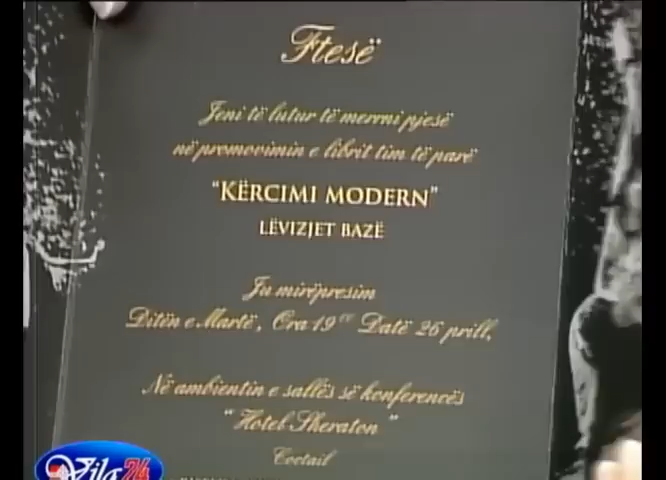 Ftesë
Jeni të lutur të merrni pjesë
në promovimin e librit tim të parë
"KËRCIMI MODERN"
LËVIZJET BAZË
Ju mirëpresim
Ditën e Martë, Ora 19⁰⁰ Datë 26 prill,
Në ambientin e sallës së konferencës
"Hotel Sheraton"
Coctail
Vila 24